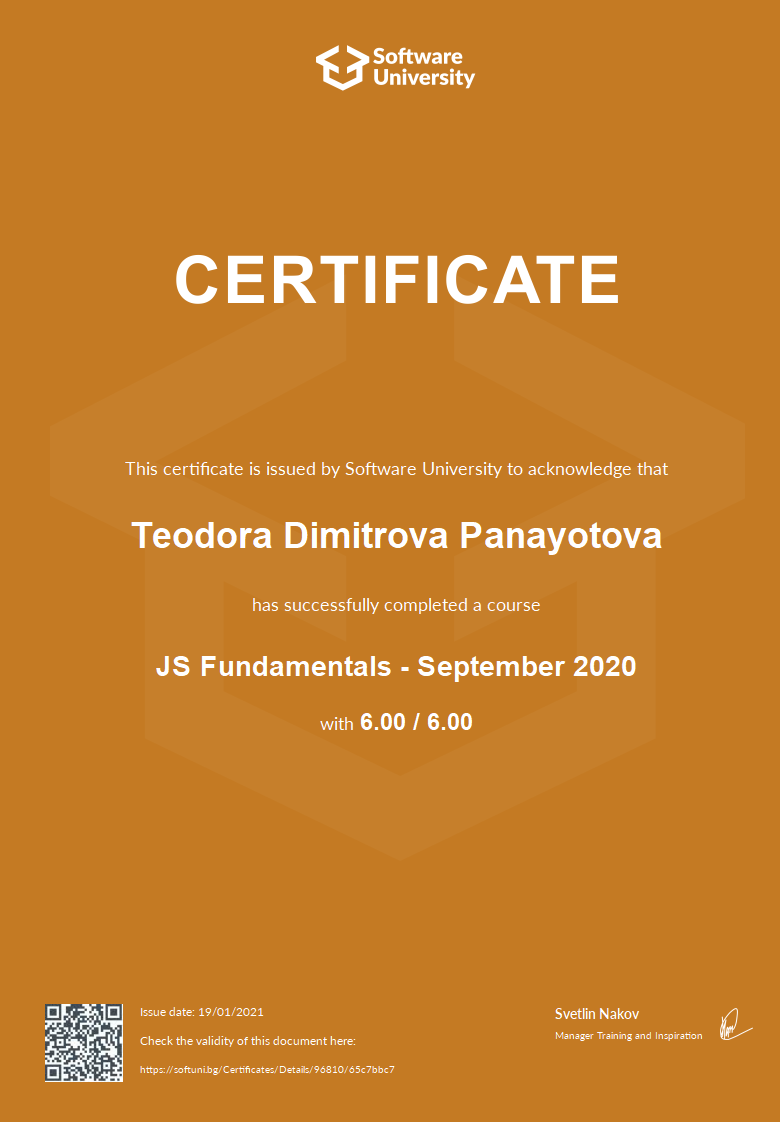 Software
University
CERTIFICATE
This certificate is issued by Software University to acknowledge that
Teodora Dimitrova Panayotova
has successfully completed a course
JS Fundamentals - September 2020
with 6.00 / 6.00
Issue date: 19/01/2021
Check the validity of this document here:
https://softuni.bg/Certificates/Details/96810/65c7bbc7
Svetlin Nakov
Manager Training and Inspiration